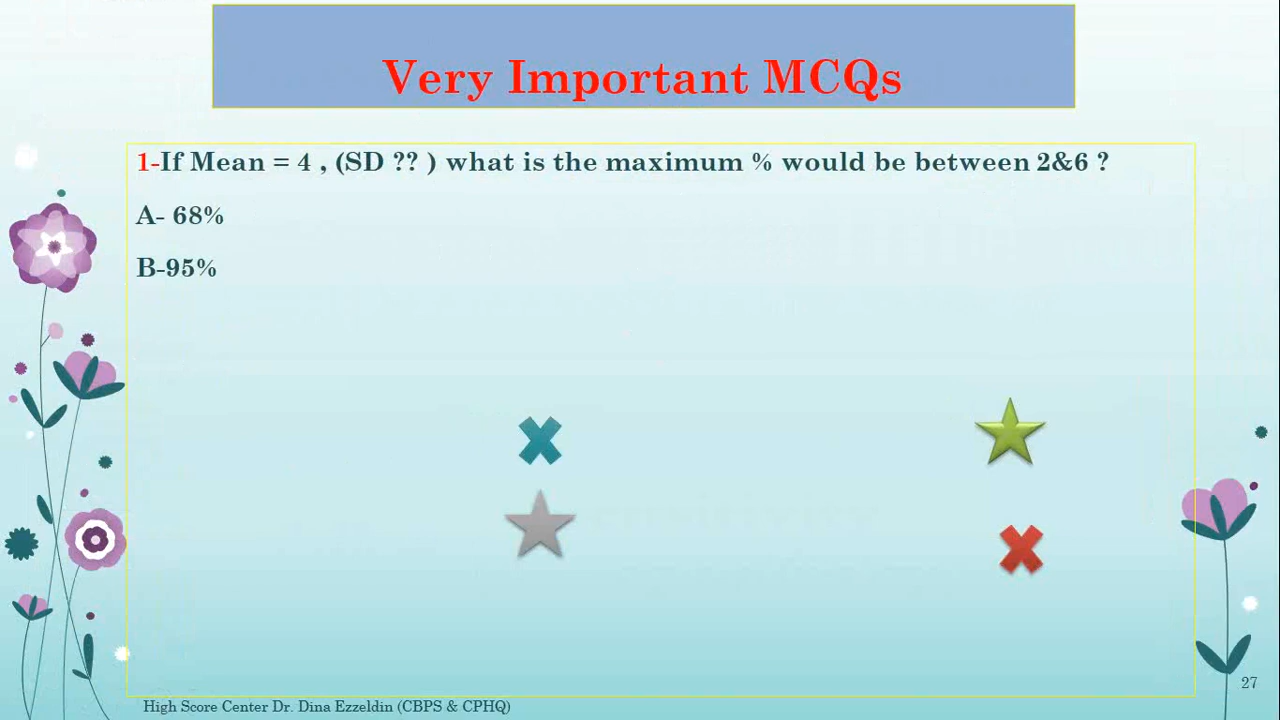 Very Important MCQs
1-If Mean = 4 , (SD ?? ) what is the maximum % would be between 2&6 ?
A- 68%
B-95%
27
High Score Center Dr. Dina Ezzeldin (CBPS & CPHQ)